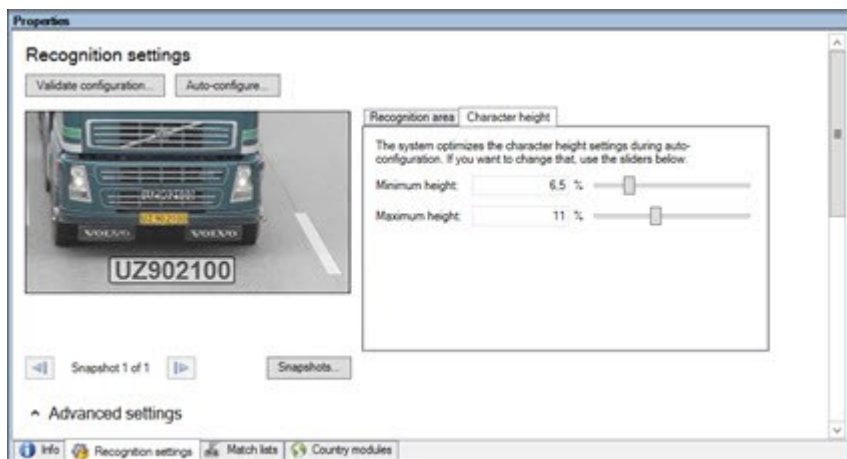 Properties
Recognition settings
Validate configuration...
Auto-configure...
Recognition area
Character height
The system optimizes the character height settings during auto-
configuration. If you want to change that, use the sliders below.
Minimum height:
6,5 %
Maximum height:
11 %
UZ 902100
VOLVO VOLVO
UZ902100
Snapshot 1 of 1
Snapshots...
Advanced settings
Info
Recognition settings
Match lists
Country modules